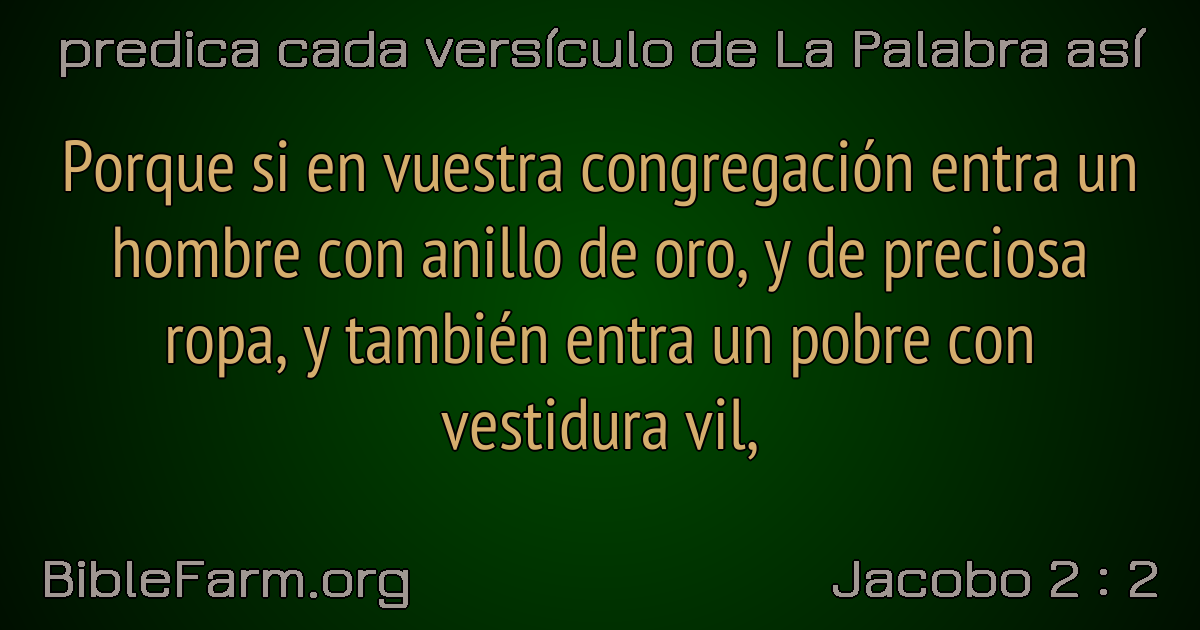 predica cada versículo de La Palabra así
Porque si en vuestra congregación entra un
hombre con anillo de oro, y de preciosa
ropa, y también entra un pobre con
vestidura vil,
BibleFarm.org
Jacobo 2 : 2